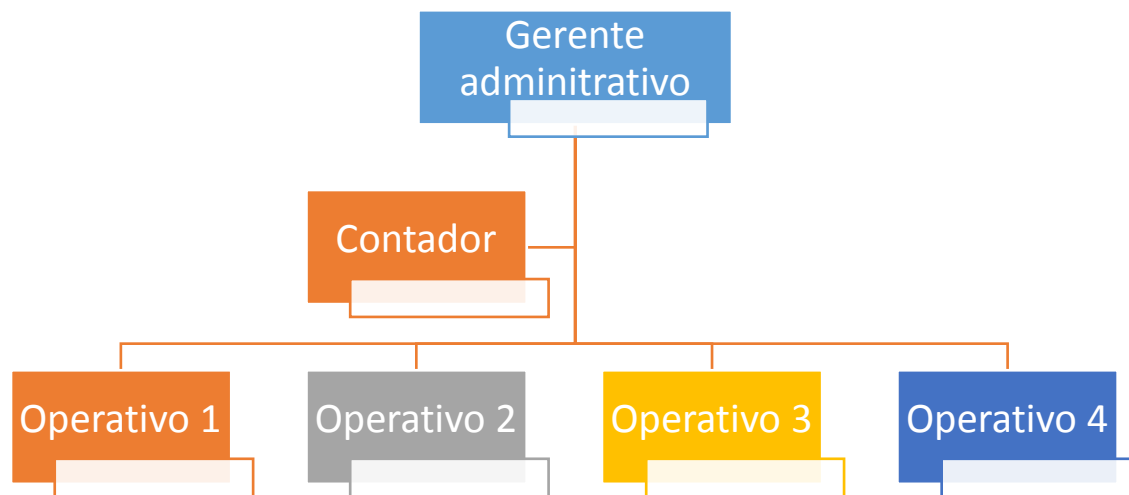 Gerente
adminitrativo
Contador
Operativo 1
Operativo 2
Operativo 3
Operativo 4